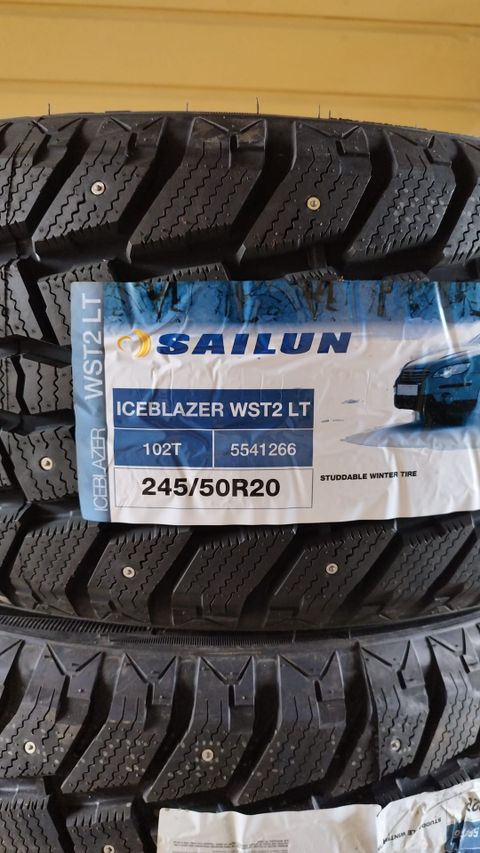 ICEBLAZER WST2 LT
SAILUN
ICEBLAZER WST2 LT
102T 5541266
245/50R20
STUDDABLE WINTER TIRE